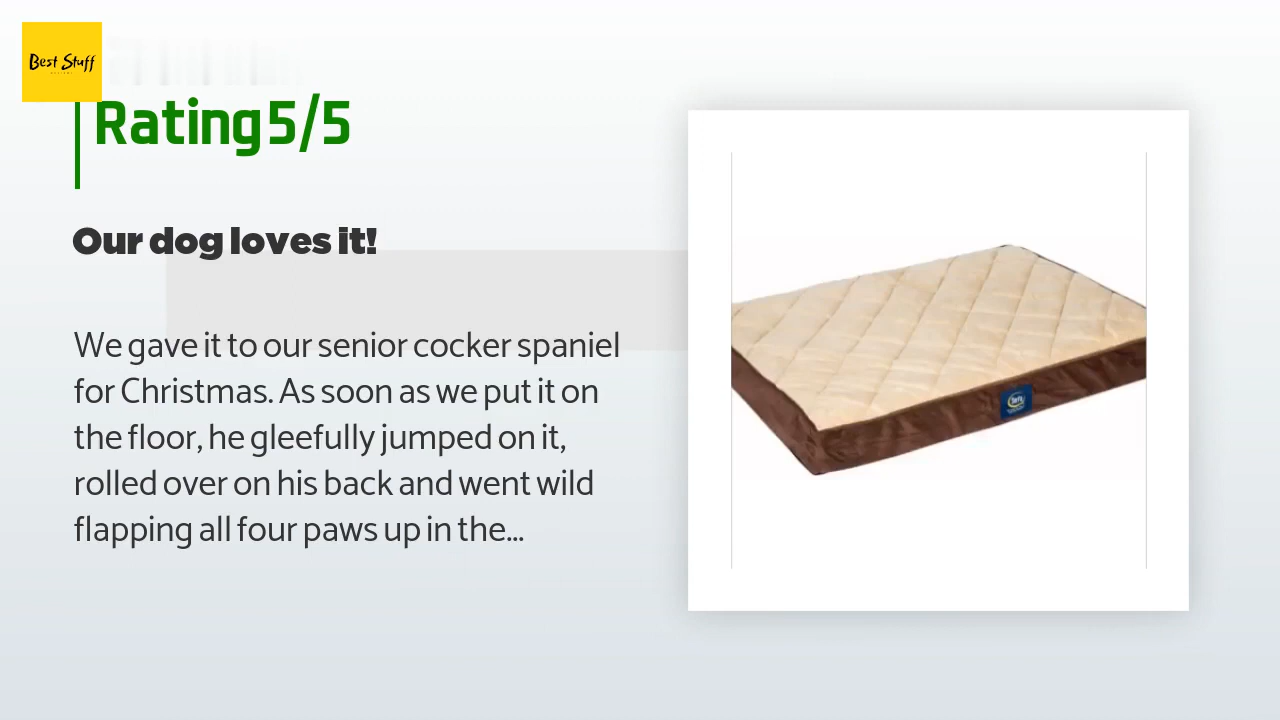 Best Stuff
Rating 5/5
Our dog loves it!
We gave it to our senior cocker spaniel
for Christmas. As soon as we put it on
the floor, he gleefully jumped on it,
rolled over on his back and went wild
flapping all four paws up in the...